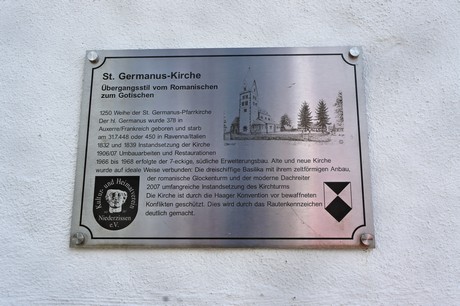 St. Germanus-Kirche
Übergangsstil vom Romanischen
zum Gotischen
1250 Weihe der St. Germanus-Pfarrkirche
Der H. Germanus wurde 378 in
Auxerre/Frankreich geboren und starb
am 31.7.448 oder 450 in Ravenna/Italien
1832 und 1839 Instandsetzung der Kirche
1906/07 Umbauarbeiten und Restaurationen
1966 bis 1968 erfolgte der 7-eckige, südliche Erweiterungsbau. Alte und neue Kirche
wurde auf ideale Weise verbunden: Die dreischiffige Basilika mit ihrem zeltförmigen Anbau,
der romanische Glockenturm und der moderne Dachreiter
2007 umfangreiche Instandsetzung des Kirchturms
Die Kirche ist durch die Haager Konvention vor bewaffneten
Konflikten geschützt. Dies wird durch das Rautenkennzeichen
deutlich gemacht.
Kultur- und Heimatverein
Niederzissen
e.V.